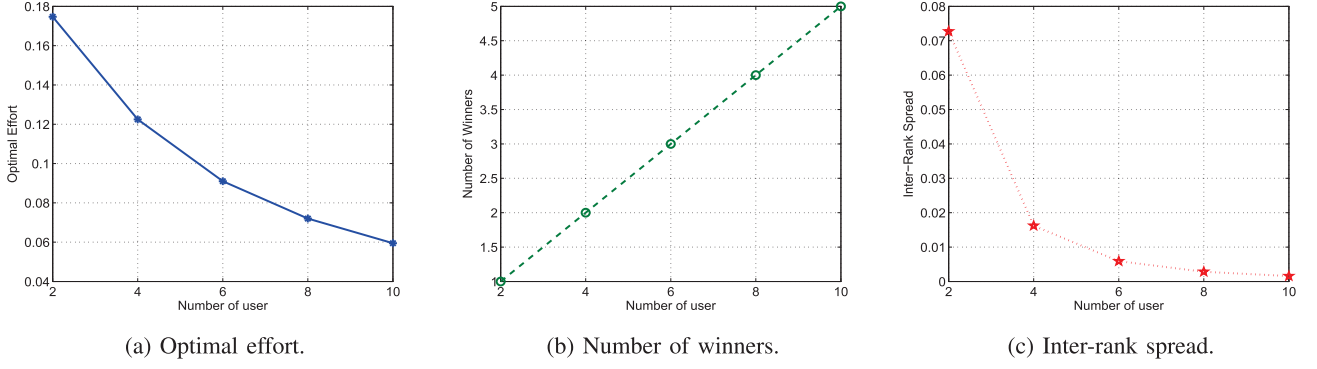 0.18
0.16
0.14
0.12
0.1
0.08
0.06
0.04
2 4 6 8 10
Optimal Effort
Number of user
(a) Optimal effort.
5
4.5
4
3.5
3
2.5
2
1.5
1
2 4 6 8 10
Number of Winners
Number of user
(b) Number of winners.
0.08
0.07
0.06
0.05
0.04
0.03
0.02
0.01
0
2 4 6 8 10
Inter−Rank Spread
Number of user
(c) Inter-rank spread.